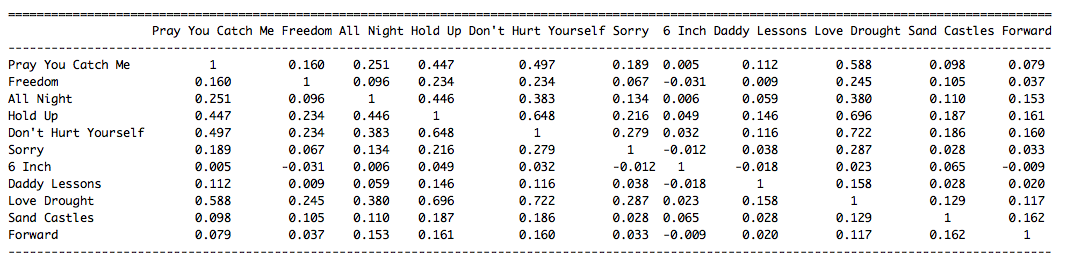 Pray You Catch Me Freedom All Night Hold Up Don't Hurt Yourself Sorry 6 Inch Daddy Lessons Love Drought Sand Castles Forward
Pray You Catch Me 1 0.160 0.251 0.447 0.497 0.189 0.005 0.112 0.588 0.098 0.079
Freedom 0.160 1 0.096 0.234 0.234 0.067 -0.031 0.009 0.245 0.105 0.037
All Night 0.251 0.096 1 0.446 0.383 0.134 0.006 0.059 0.380 0.110 0.153
Hold Up 0.447 0.234 0.446 1 0.648 0.216 0.049 0.146 0.696 0.187 0.161
Don't Hurt Yourself 0.497 0.234 0.383 0.648 1 0.279 0.032 0.116 0.722 0.186 0.160
Sorry 0.189 0.067 0.134 0.216 0.279 1 -0.012 0.038 0.287 0.028 0.033
6 Inch 0.005 -0.031 0.006 0.049 0.032 -0.012 1 -0.018 0.023 0.065 -0.009
Daddy Lessons 0.112 0.009 0.059 0.146 0.116 0.038 -0.018 1 0.158 0.028 0.020
Love Drought 0.588 0.245 0.380 0.696 0.722 0.287 0.023 0.158 1 0.129 0.117
Sand Castles 0.098 0.105 0.110 0.187 0.186 0.028 0.065 0.028 0.129 1 0.162
Forward 0.079 0.037 0.153 0.161 0.160 0.033 -0.009 0.020 0.117 0.162 1